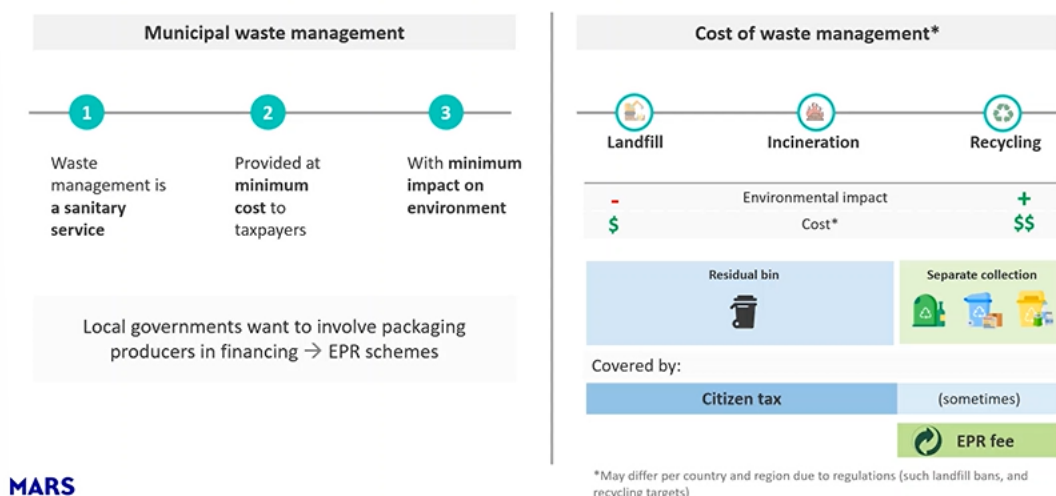 Municipal waste management
1
2
3
Waste
management is
a sanitary
service
Provided at
minimum
cost to
taxpayers
With minimum
impact on
environment
Local governments want to involve packaging
producers in financing → EPR schemes
MARS
Cost of waste management*
Landfill
Incineration
Recycling
- Environmental impact +
$ Cost* $$
Residual bin
Separate collection
Covered by:
Citizen tax
(sometimes)
EPR fee
*May differ per country and region due to regulations (such landfill bans, and
recycling targets)